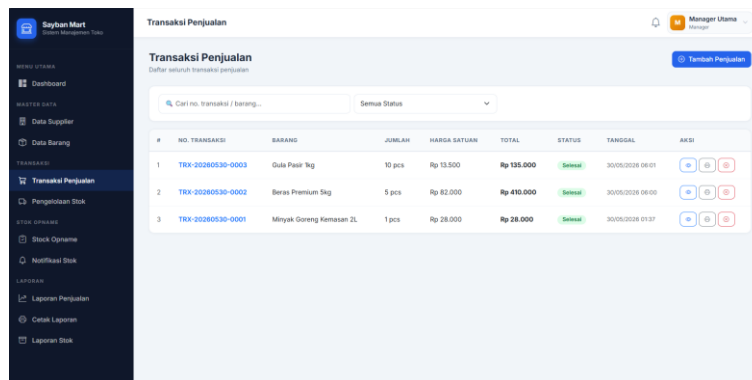 Sayban Mart
Sistem Manajemen Toko
MENU UTAMA
Dashboard
MASTER DATA
Data Supplier
Data Barang
TRANSAKSI
Transaksi Penjualan
Pengelolaan Stok
STOK OPNAME
Stock Opname
Notifikasi Stok
LAPORAN
Laporan Penjualan
Cetak Laporan
Laporan Stok
Transaksi Penjualan
M
Manager Utama
Manager
Transaksi Penjualan
Daftar seluruh transaksi penjualan
Tambah Penjualan
Cari no. transaksi / barang...
Semua Status
# NO. TRANSAKSI BARANG JUMLAH HARGA SATUAN TOTAL STATUS TANGGAL AKSI
1 TRX-20260530-0003 Gula Pasir 1kg 10 pcs Rp 13.500 Rp 135.000 Selesai 30/05/2026 06:01
2 TRX-20260530-0002 Beras Premium 5kg 5 pcs Rp 82.000 Rp 410.000 Selesai 30/05/2026 06:00
3 TRX-20260530-0001 Minyak Goreng Kemasan 2L 1 pcs Rp 28.000 Rp 28.000 Selesai 30/05/2026 01:37